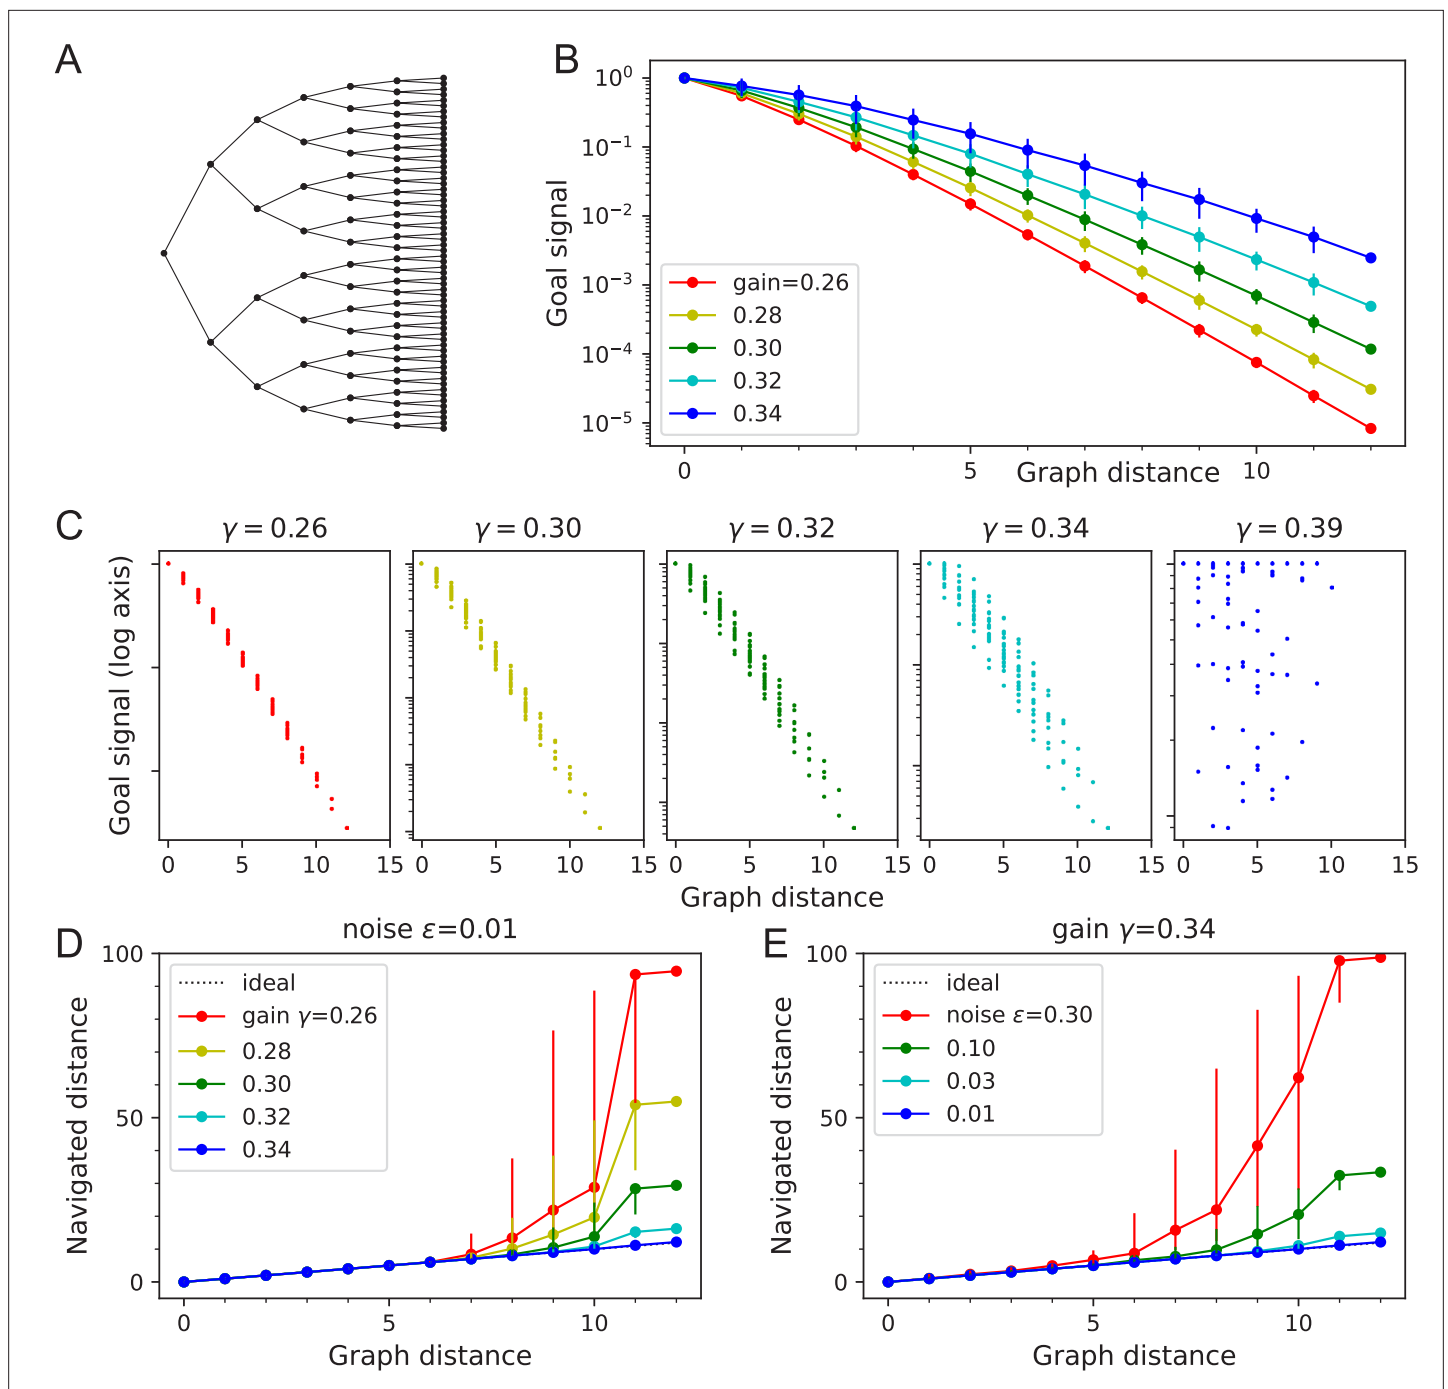 A
B
10⁰
10⁻¹
10⁻²
10⁻³
10⁻⁴
10⁻⁵
Goal signal
gain=0.26
0.28
0.30
0.32
0.34
0
5
10
Graph distance
C
γ = 0.26
γ = 0.30
γ = 0.32
γ = 0.34
γ = 0.39
Goal signal (log axis)
0 5 10 15
0 5 10 15
0 5 10 15
0 5 10 15
0 5 10 15
Graph distance
D
noise ε=0.01
100
50
0
Navigated distance
ideal
gain γ=0.26
0.28
0.30
0.32
0.34
0 5 10
Graph distance
E
gain γ=0.34
100
50
0
Navigated distance
ideal
noise ε=0.30
0.10
0.03
0.01
0 5 10
Graph distance